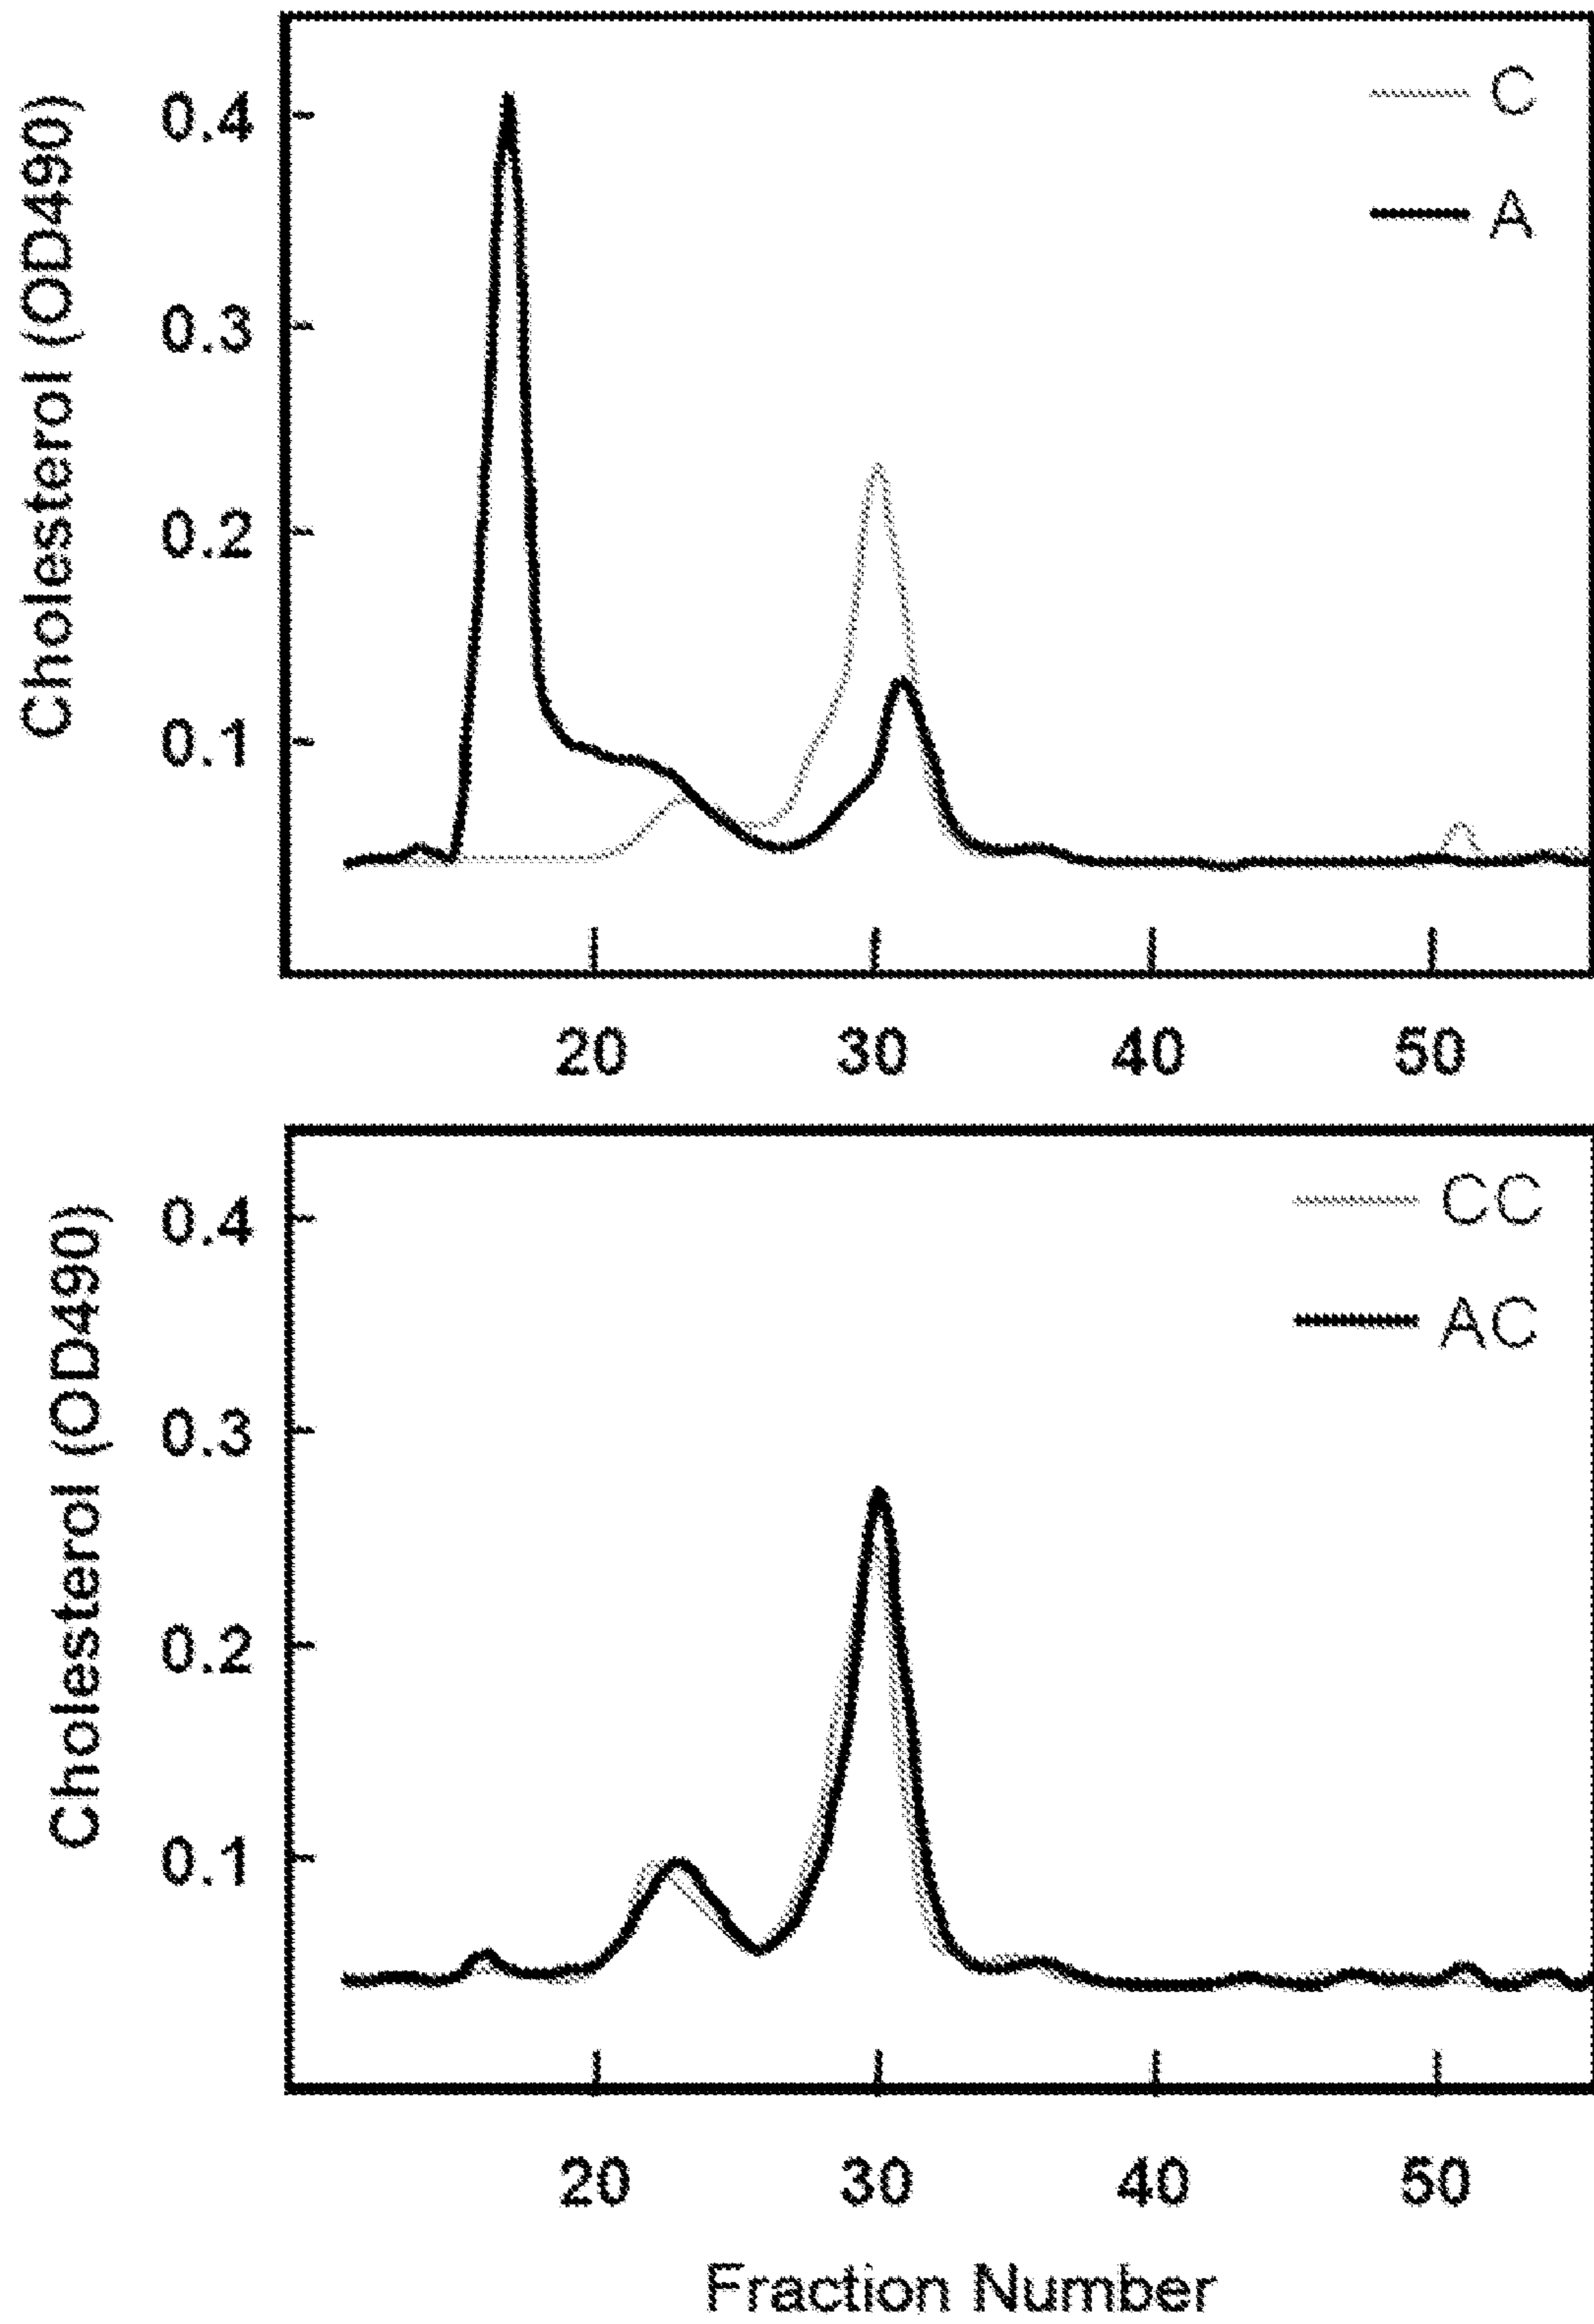 Cholesterol (OD490)
0.4
0.3
0.2
0.1
C
A
20 30 40 50
Cholesterol (OD490)
0.4
0.3
0.2
0.1
CC
AC
20 30 40 50
Fraction Number